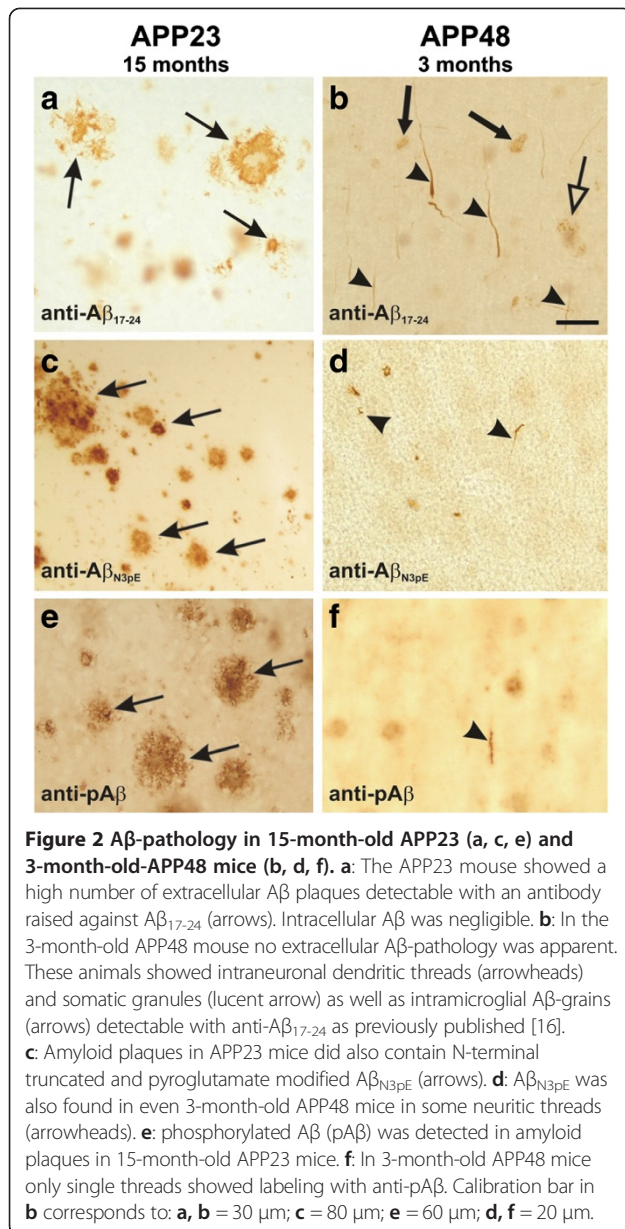 APP23 APP48
15 months 3 months
a b
anti-Aβ17-24 anti-Aβ17-24
c d
anti-AβN3pE anti-AβN3pE
e f
anti-pAβ anti-pAβ
Figure 2 Aβ-pathology in 15-month-old APP23 (a, c, e) and
3-month-old-APP48 mice (b, d, f). a: The APP23 mouse showed a
high number of extracellular Aβ plaques detectable with an antibody
raised against Aβ17-24 (arrows). Intracellular Aβ was negligible. b: In the
3-month-old APP48 mouse no extracellular Aβ-pathology was apparent.
These animals showed intraneuronal dendritic threads (arrowheads)
and somatic granules (lucent arrow) as well as intramicroglial Aβ-grains
(arrows) detectable with anti-Aβ17-24 as previously published [16].
c: Amyloid plaques in APP23 mice did also contain N-terminal
truncated and pyroglutamate modified AβN3pE (arrows). d: AβN3pE was
also found in even 3-month-old APP48 mice in some neuritic threads
(arrowheads). e: phosphorylated Aβ (pAβ) was detected in amyloid
plaques in 15-month-old APP23 mice. f: In 3-month-old APP48 mice
only single threads showed labeling with anti-pAβ. Calibration bar in
b corresponds to: a, b = 30 μm; c = 80 μm; e = 60 μm; d, f = 20 μm.